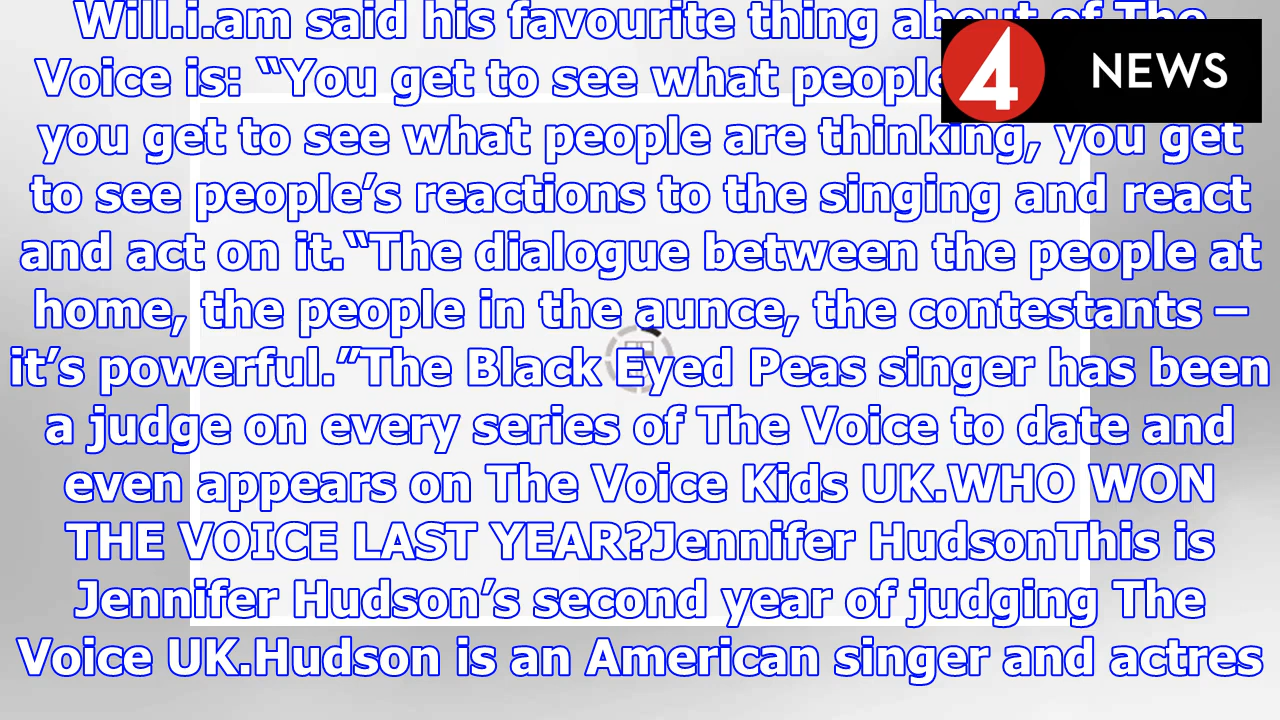 Will.i.am said his favourite thing about of The
Voice is: “You get to see what people
you get to see what people are thinking, you get
to see people’s reactions to the singing and react
and act on it.“The dialogue between the people at
home, the people in the aunce, the contestants –
it’s powerful.”The Black Eyed Peas singer has been
a judge on every series of The Voice to date and
even appears on The Voice Kids UK.WHO WON
THE VOICE LAST YEAR?Jennifer HudsonThis is
Jennifer Hudson’s second year of judging The
Voice UK.Hudson is an American singer and actres
4 NEWS